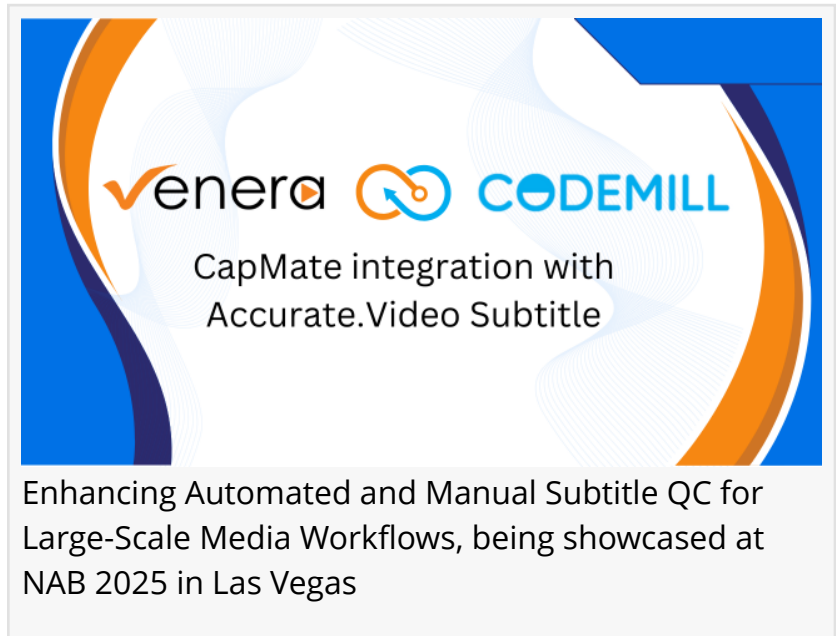 Venera CODEMILL
CapMate integration with
Accurate.Video Subtitle
Enhancing Automated and Manual Subtitle QC for
Large-Scale Media Workflows, being showcased at
NAB 2025 in Las Vegas